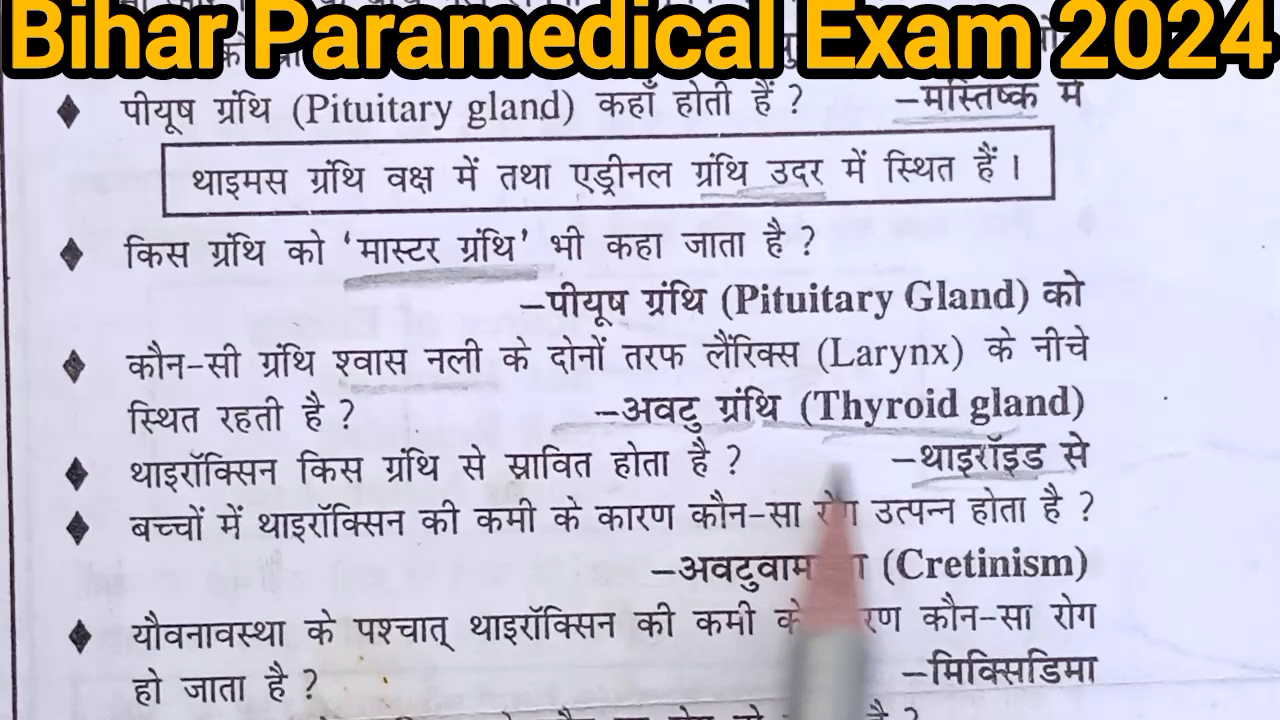 Bihar Paramedical Exam 2024
♦ पीयूष ग्रंथि (Pituitary gland) कहाँ होती हैं ? –मस्तिष्क में
थाइमस ग्रंथि वक्ष में तथा एड्रीनल ग्रंथि उदर में स्थित हैं ।
♦ किस ग्रंथि को ‘मास्टर ग्रंथि’ भी कहा जाता है ?
–पीयूष ग्रंथि (Pituitary Gland) को
♦ कौन-सी ग्रंथि श्वास नली के दोनों तरफ लैंरिक्स (Larynx) के नीचे
स्थित रहती है ? –अवटु ग्रंथि (Thyroid gland)
♦ थाइरॉक्सिन किस ग्रंथि से स्रावित होता है ? –थाइरॉइड से
♦ बच्चों में थाइरॉक्सिन की कमी के कारण कौन-सा रोग उत्पन्न होता है ?
(Cretinism)
♦ यौवनावस्था के पश्चात् थाइरॉक्सिन की कमी के कौन-सा रोग
हो जाता है ? –मिक्सिडिमा